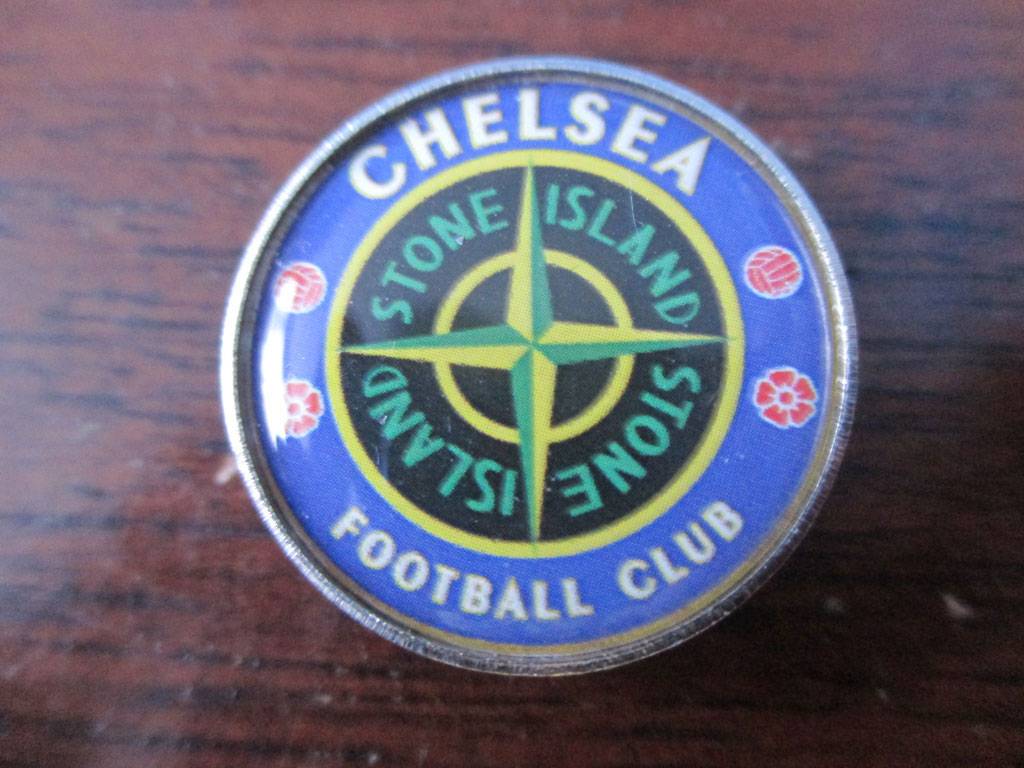 CHELSEA
STONE ISLAND
STONE ISLAND
FOOTBALL CLUB